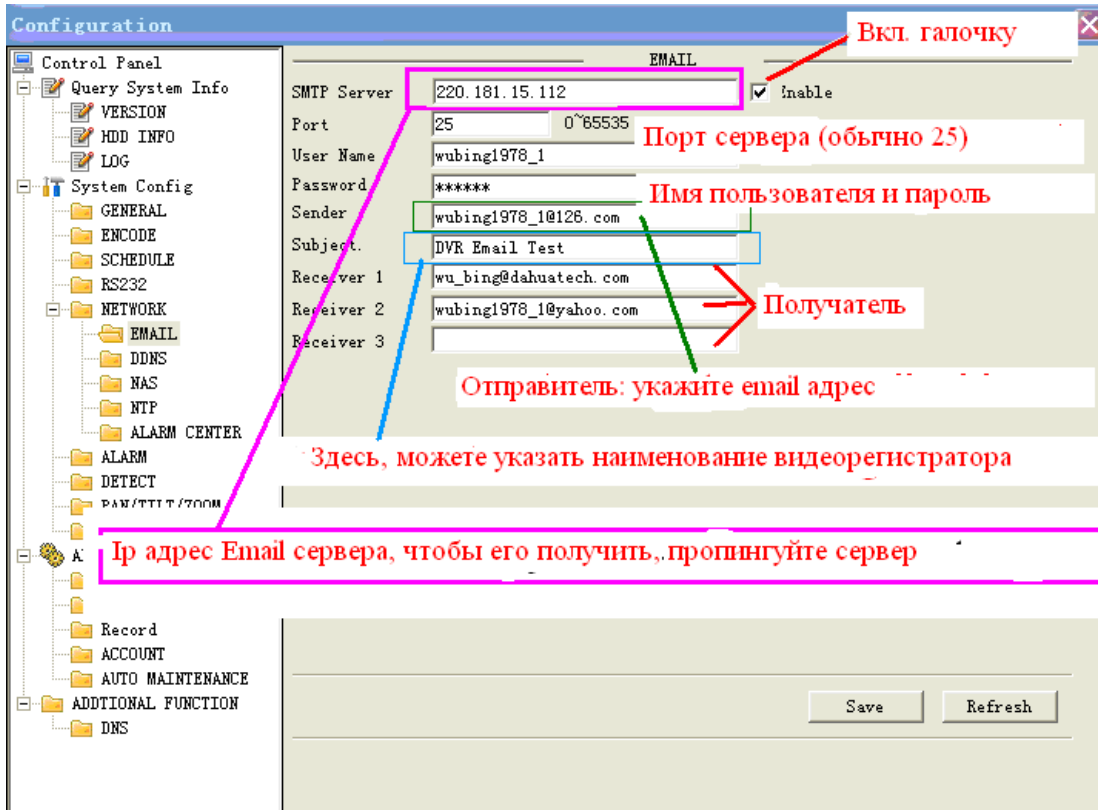 Configuration
Вкл. галочку
Control Panel
Query System Info
VERSION
HDD INFO
LOG
System Config
GENERAL
ENCODE
SCHEDULE
RS232
NETWORK
EMAIL
DDNS
NAS
NTP
ALARM CENTER
ALARM
DETECT
PAN/TILT/ZOOM
A
Record
ACCOUNT
AUTO MAINTENANCE
ADDTIONAL FUNCTION
DNS
EMAIL
SMTP Server 220.181.15.112 Enable
Port 25 0~65535
Порт сервера (обычно 25)
User Name wubing1978_1
Password ******
Имя пользователя и пароль
Sender wubing1978_1@126.com
Subject. DVR Email Test
Receiver 1 wu_bing@dahuatech.com
Receiver 2 wubing1978_1@yahoo.com
Получатель
Receiver 3
Отправитель: укажите email адрес
Здесь, можете указать наименование видеорегистратора
Ip адрес Email сервера, чтобы его получить, пропингуйте сервер
Save Refresh